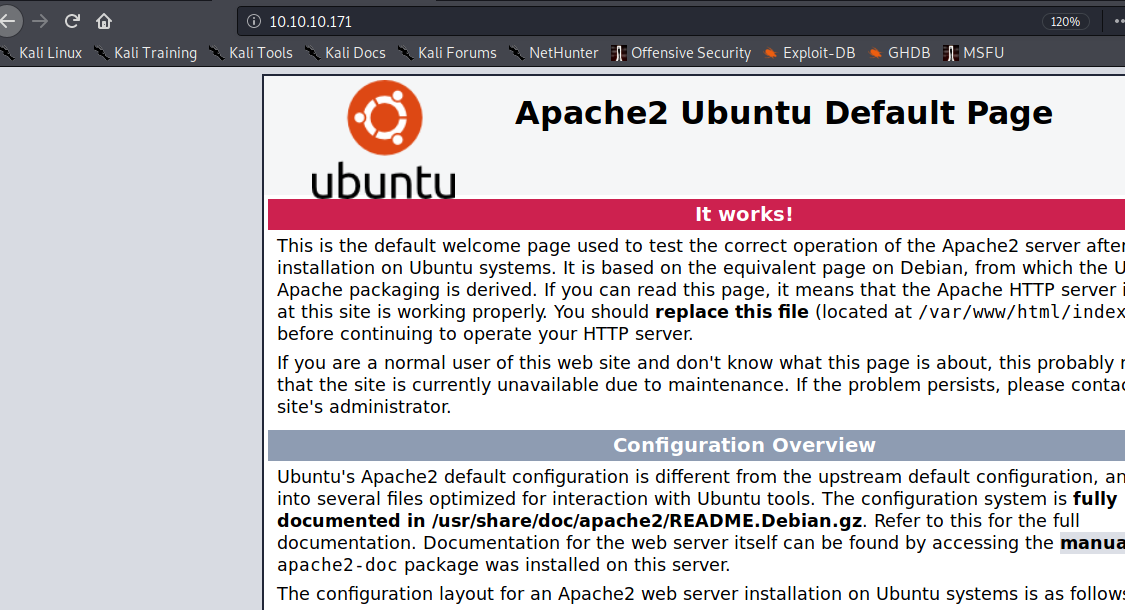 10.10.10.171
120%
Kali Linux Kali Training Kali Tools Kali Docs Kali Forums NetHunter Offensive Security Exploit-DB GHDB MSFU
ubuntu
Apache2 Ubuntu Default Page
It works!
This is the default welcome page used to test the correct operation of the Apache2 server after
installation on Ubuntu systems. It is based on the equivalent page on Debian, from which the U
Apache packaging is derived. If you can read this page, it means that the Apache HTTP server i
at this site is working properly. You should replace this file (located at /var/www/html/index
before continuing to operate your HTTP server.
If you are a normal user of this web site and don't know what this page is about, this probably
that the site is currently unavailable due to maintenance. If the problem persists, please contac
site's administrator.
Configuration Overview
Ubuntu's Apache2 default configuration is different from the upstream default configuration, an
into several files optimized for interaction with Ubuntu tools. The configuration system is fully
documented in /usr/share/doc/apache2/README.Debian.gz. Refer to this for the full
documentation. Documentation for the web server itself can be found by accessing the manua
apache2-doc package was installed on this server.
The configuration layout for an Apache2 web server installation on Ubuntu systems is as follows